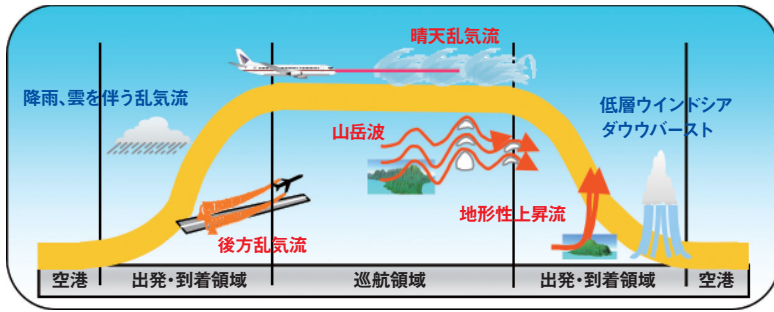 晴天乱気流
降雨、雲を伴う乱気流
低層ウインドシア
ダウウバースト
山岳波
地形性上昇流
後方乱気流
空港
出発・到着領域
巡航領域
出発・到着領域
空港